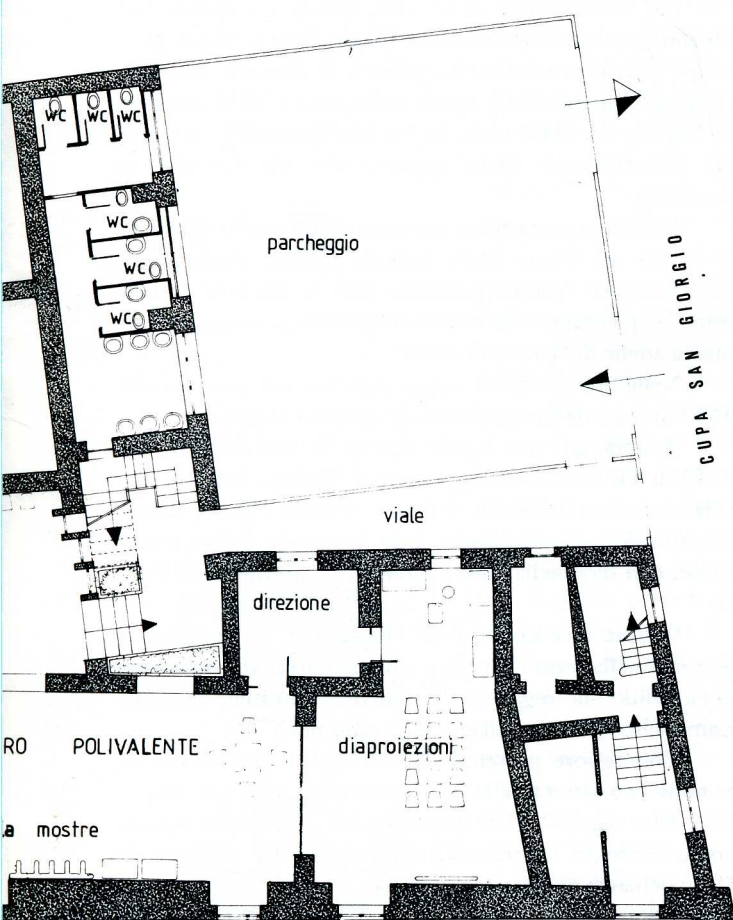 WC WC WC
WC
WC
WC
parcheggio
CUPA SAN GIORGIO
viale
direzione
RO POLIVALENTE
diaproiezioni
a mostre